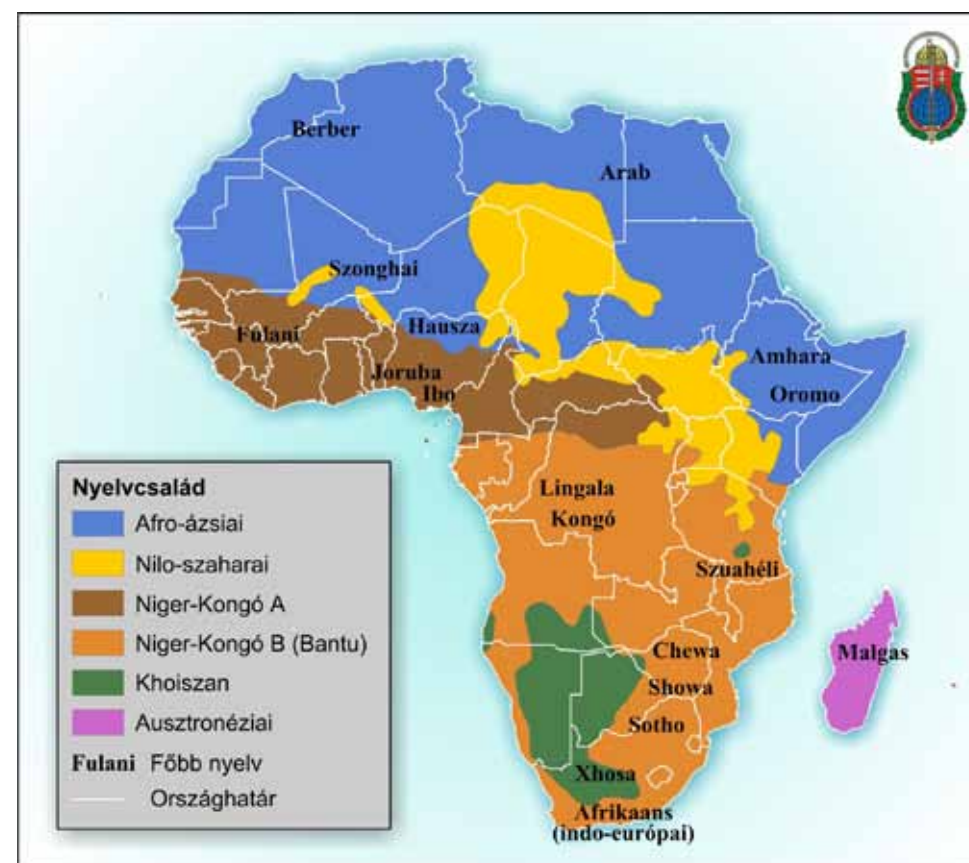 Berber
Arab
Szonghai
Fulani
Hausza
Amhara
Joruba
Ibo
Oromo
Nyelvcsalád
Afro-ázsiai
Nilo-szaharai
Niger-Kongó A
Niger-Kongó B (Bantu)
Khoiszan
Ausztronéziai
Fulani Főbb nyelv
Országhatár
Lingala
Kongó
Szuahéli
Chewa
Malgas
Showa
Sotho
Xhosa
Afrikaans
(indo-európai)